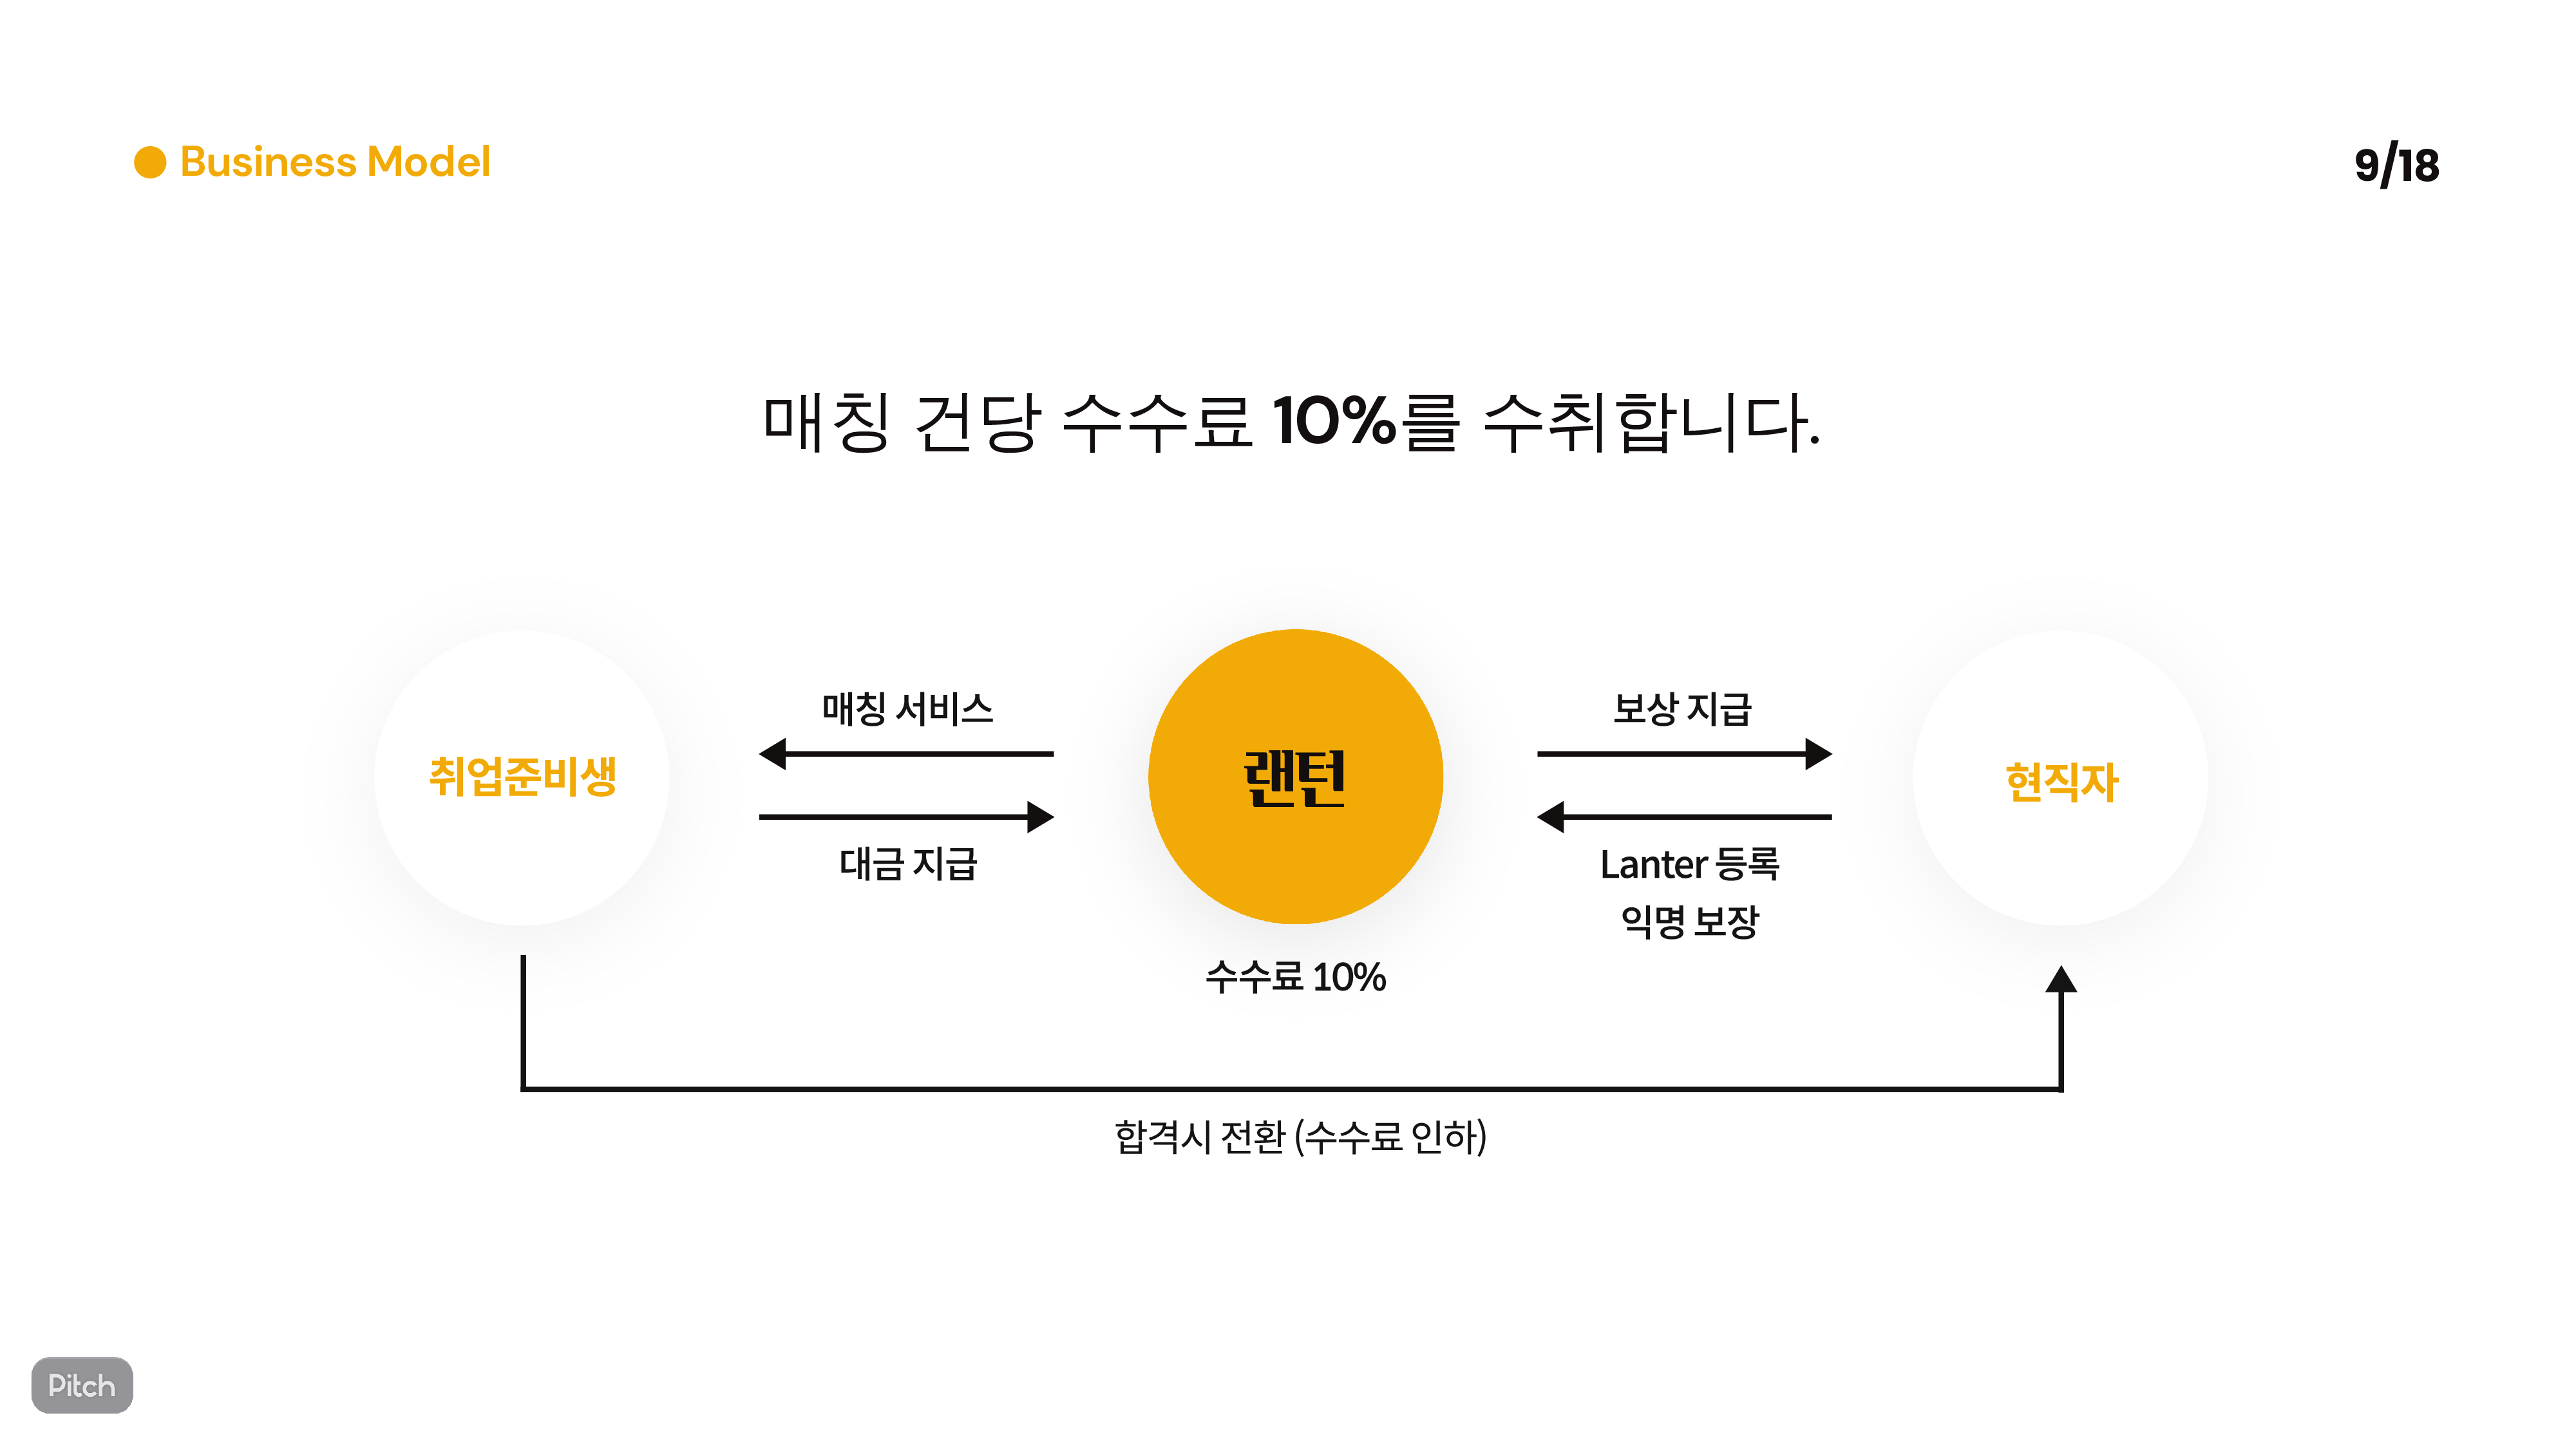 Business Model
9/18
매칭 건당 수수료 10%를 수취합니다.
매칭 서비스
보상 지급
취업준비생
랜턴
현직자
대금 지급
Lanter 등록
익명 보장
수수료 10%
합격시 전환 (수수료 인하)
Pitch